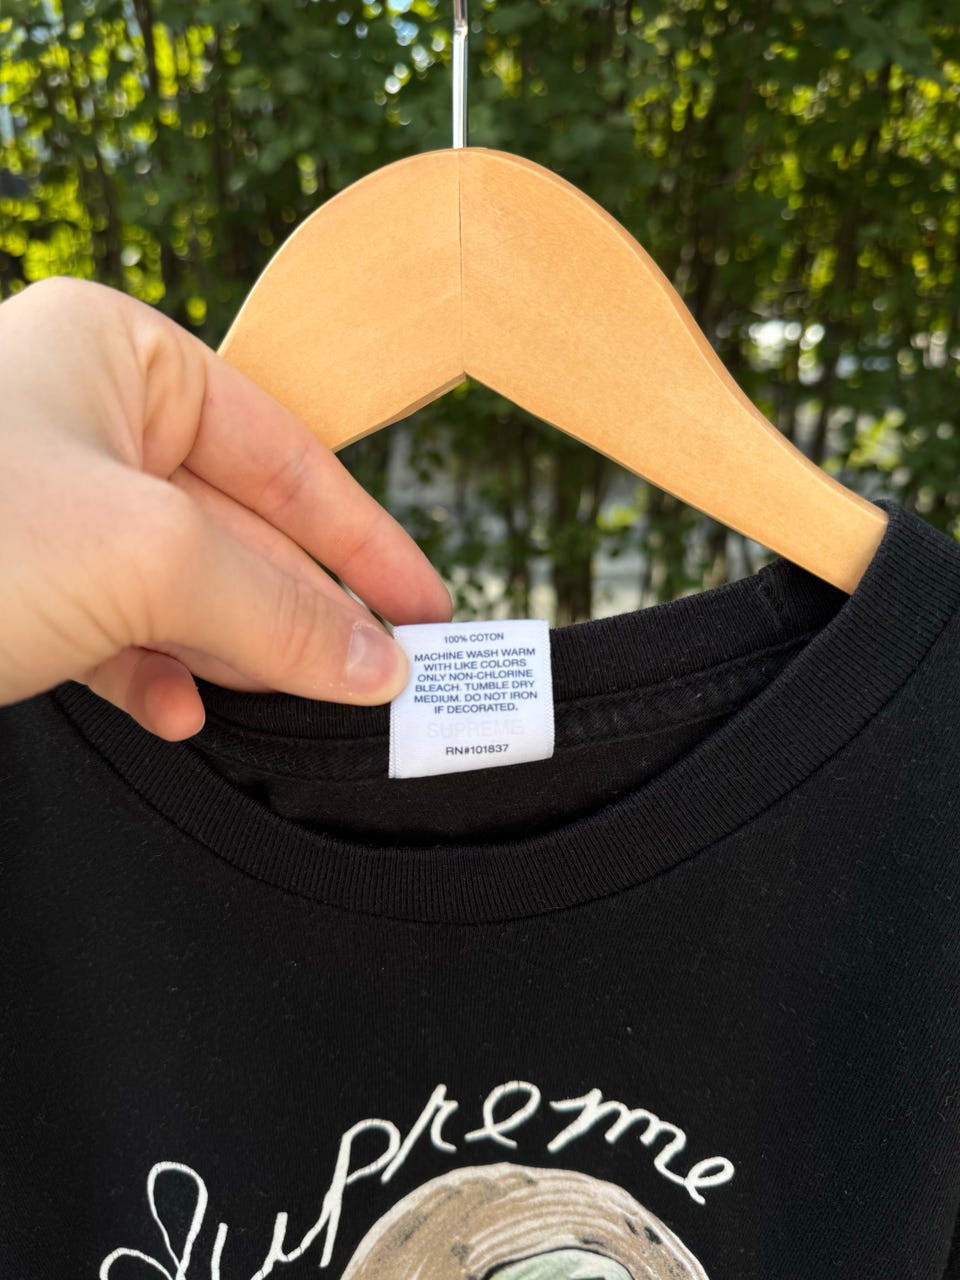 100% COTON
MACHINE WASH WARM
WITH LIKE COLORS
ONLY NON-CHLORINE
BLEACH. TUMBLE DRY
MEDIUM. DO NOT IRON
IF DECORATED.
SUPREME
RN#101837
Supreme